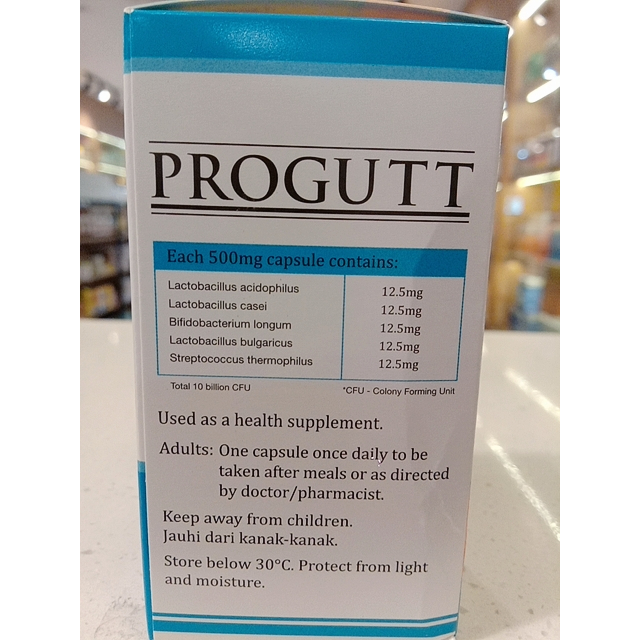 PROGUTT
Each 500mg capsule contains:
Lactobacillus acidophilus 12.5mg
Lactobacillus casei 12.5mg
Bifidobacterium longum 12.5mg
Lactobacillus bulgaricus 12.5mg
Streptococcus thermophilus 12.5mg
Total 10 billion CFU *CFU - Colony Forming Unit
Used as a health supplement.
Adults: One capsule once daily to be
taken after meals or as directed
by doctor/pharmacist.
Keep away from children.
Jauhi dari kanak-kanak.
Store below 30°C. Protect from light
and moisture.